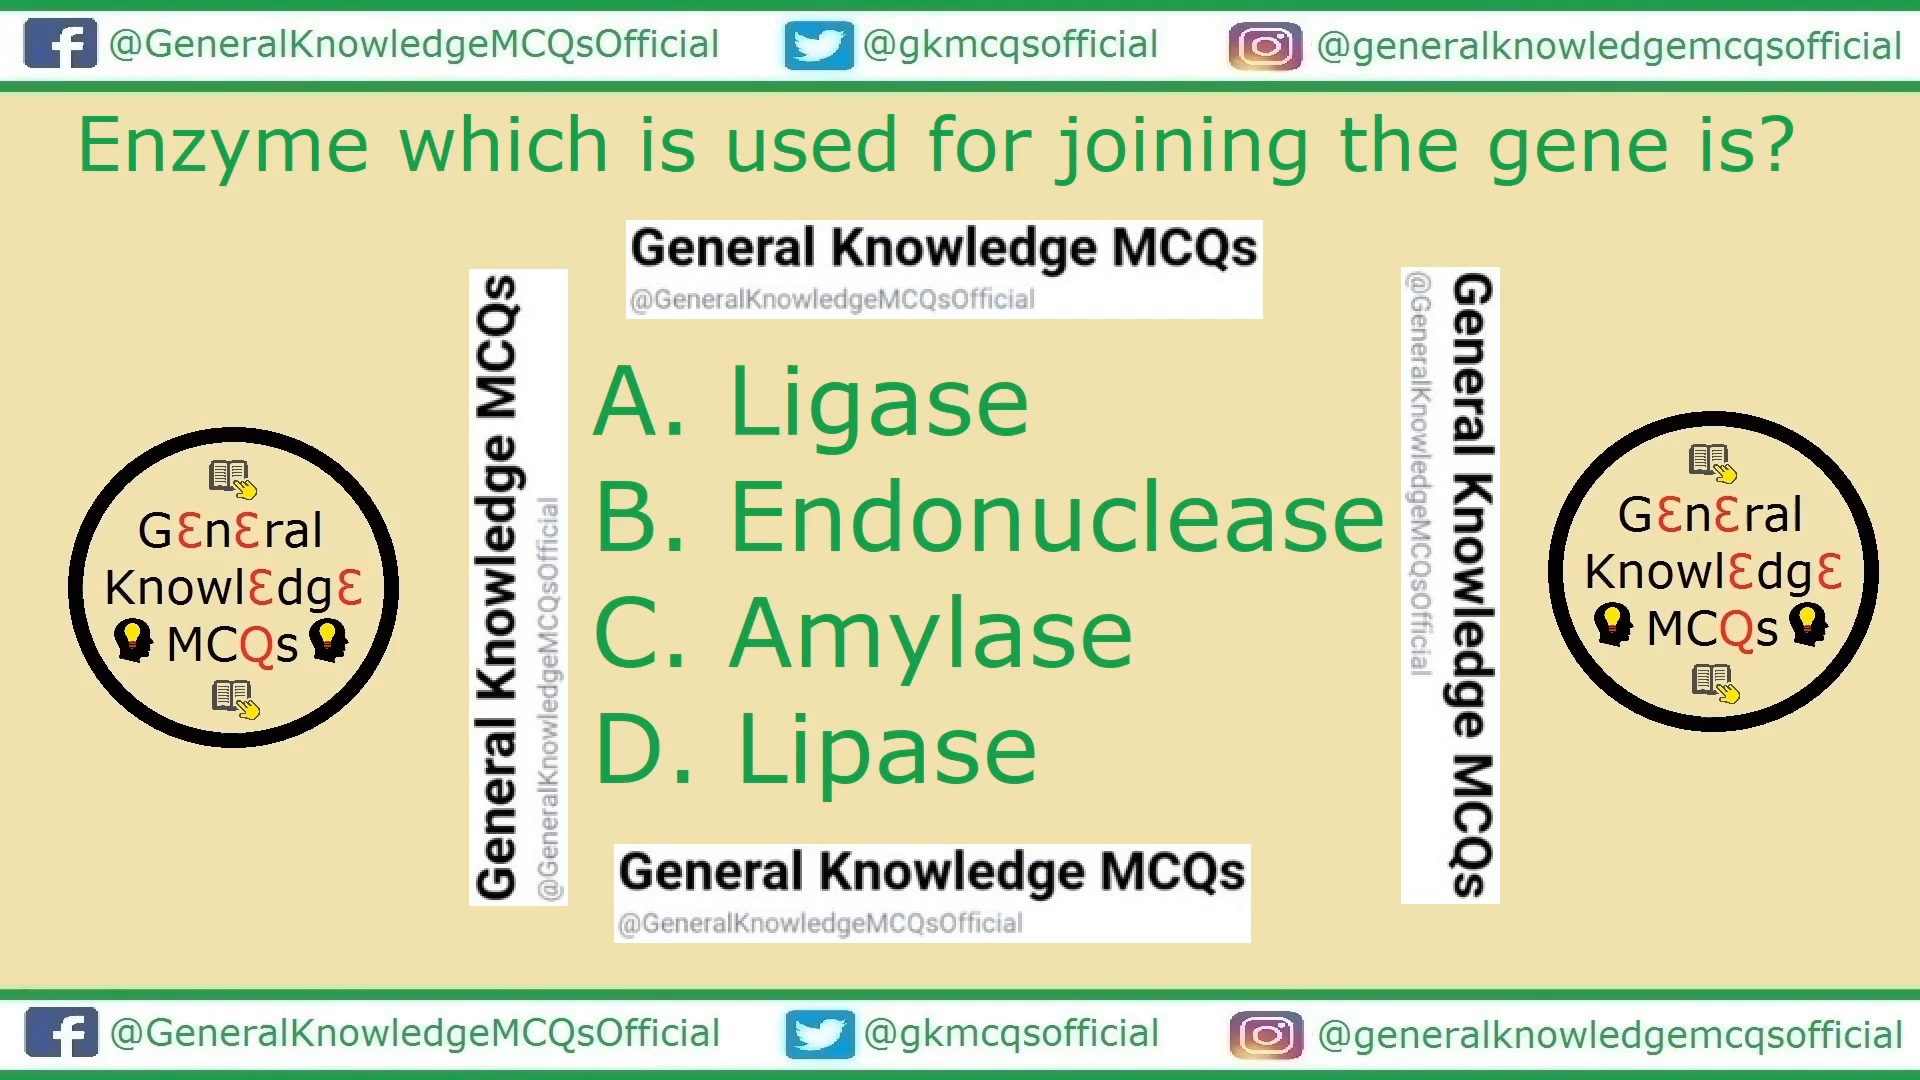 @GeneralKnowledgeMCQsOfficial @gkmcqsofficial @generalknowledgemcqsofficial
Enzyme which is used for joining the gene is?
General Knowledge MCQs
@GeneralKnowledgeMCQsOfficial
General Knowledge MCQs
@GeneralKnowledgeMCQsOfficial
A. Ligase
B. Endonuclease
C. Amylase
D. Lipase
General Knowledge MCQs
@GeneralKnowledgeMCQsOfficial
GƐnƐral
KnowlƐdgƐ
MCQs
GƐnƐral
KnowlƐdgƐ
MCQs
General Knowledge MCQs
@GeneralKnowledgeMCQsOfficial
@GeneralKnowledgeMCQsOfficial @gkmcqsofficial @generalknowledgemcqsofficial